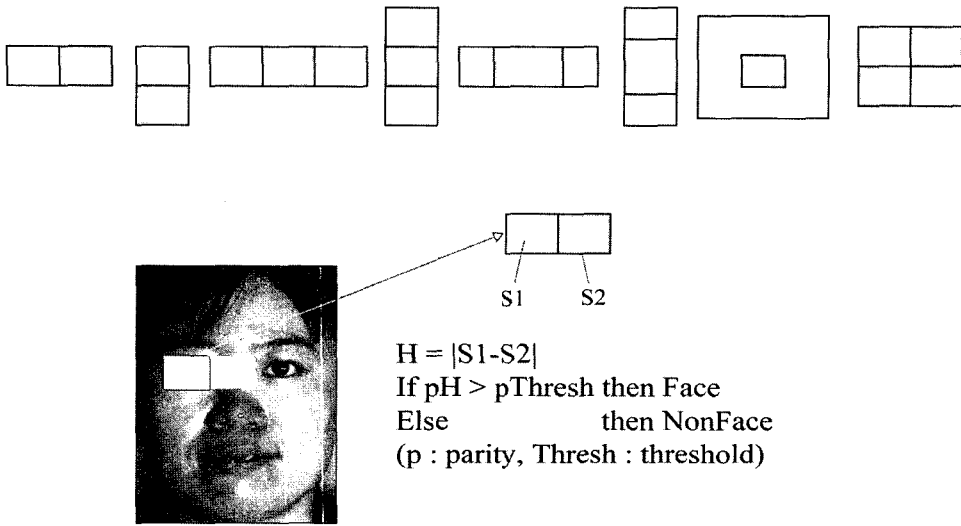 S1 S2
H = |S1-S2|
If pH > pThresh then Face
Else then NonFace
(p : parity, Thresh : threshold)